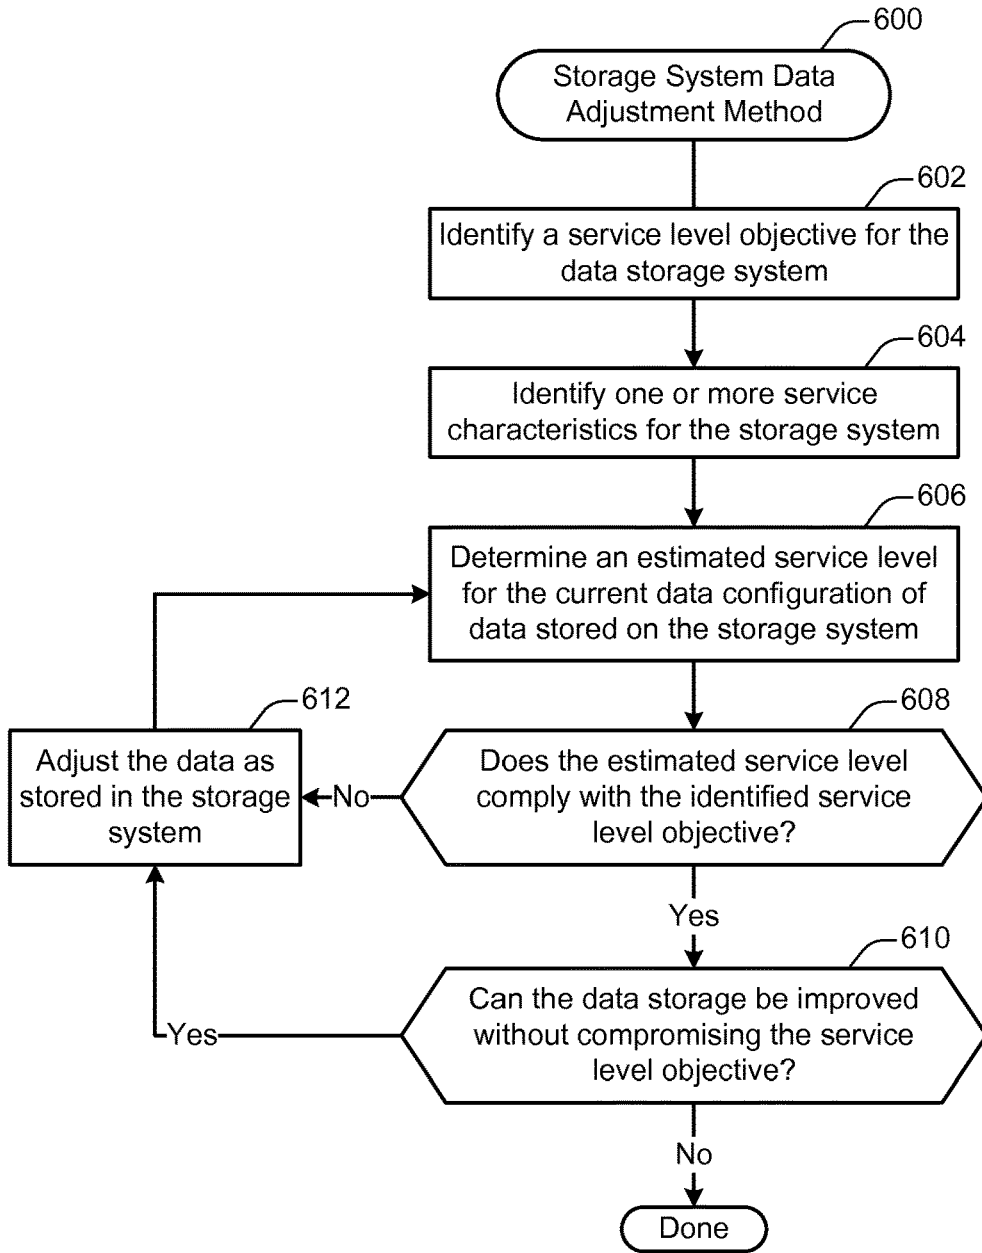 600
Storage System Data
Adjustment Method
602
Identify a service level objective for the
data storage system
604
Identify one or more service
characteristics for the storage system
606
Determine an estimated service level
for the current data configuration of
data stored on the storage system
612
Adjust the data as
stored in the storage
system
608
Does the estimated service level
comply with the identified service
level objective?
No
Yes
610
Can the data storage be improved
without compromising the service
level objective?
Yes
No
Done